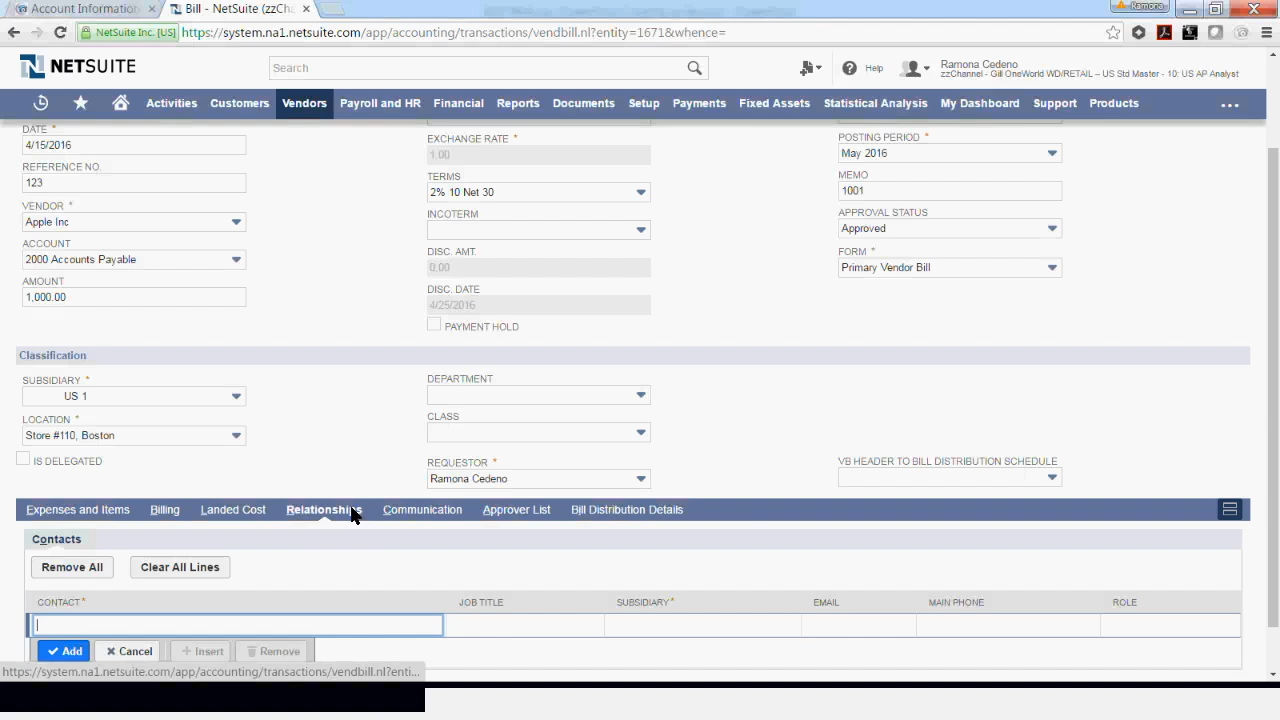 Account Information ×
Bill - NetSuite (zzCh ×
Ramona
NetSuite Inc. [US] https://system.na1.netsuite.com/app/accounting/transactions/vendbill.nl?entity=1671&whence=
NETSUITE
Search
Help
Ramona Cedeno
zzChannel - Gill OneWorld WD/RETAIL – US Std Master - 10: US AP Analyst
Activities Customers Vendors Payroll and HR Financial Reports Documents Setup Payments Fixed Assets Statistical Analysis My Dashboard Support Products ...
DATE *
4/15/2016
REFERENCE NO.
123
VENDOR *
Apple Inc
ACCOUNT
2000 Accounts Payable
AMOUNT
1,000.00
EXCHANGE RATE *
1.00
TERMS
2% 10 Net 30
INCOTERM
DISC. AMT.
0.00
DISC. DATE
4/25/2016
PAYMENT HOLD
POSTING PERIOD *
May 2016
MEMO
1001
APPROVAL STATUS
Approved
FORM *
Primary Vendor Bill
Classification
SUBSIDIARY *
US 1
LOCATION *
Store #110, Boston
IS DELEGATED
DEPARTMENT
CLASS
REQUESTOR *
Ramona Cedeno
VB HEADER TO BILL DISTRIBUTION SCHEDULE
Expenses and Items Billing Landed Cost Relationships Communication Approver List Bill Distribution Details
Contacts
Remove All Clear All Lines
CONTACT * JOB TITLE SUBSIDIARY * EMAIL MAIN PHONE ROLE
Add Cancel Insert Remove
https://system.na1.netsuite.com/app/accounting/transactions/vendbill.nl?enti...